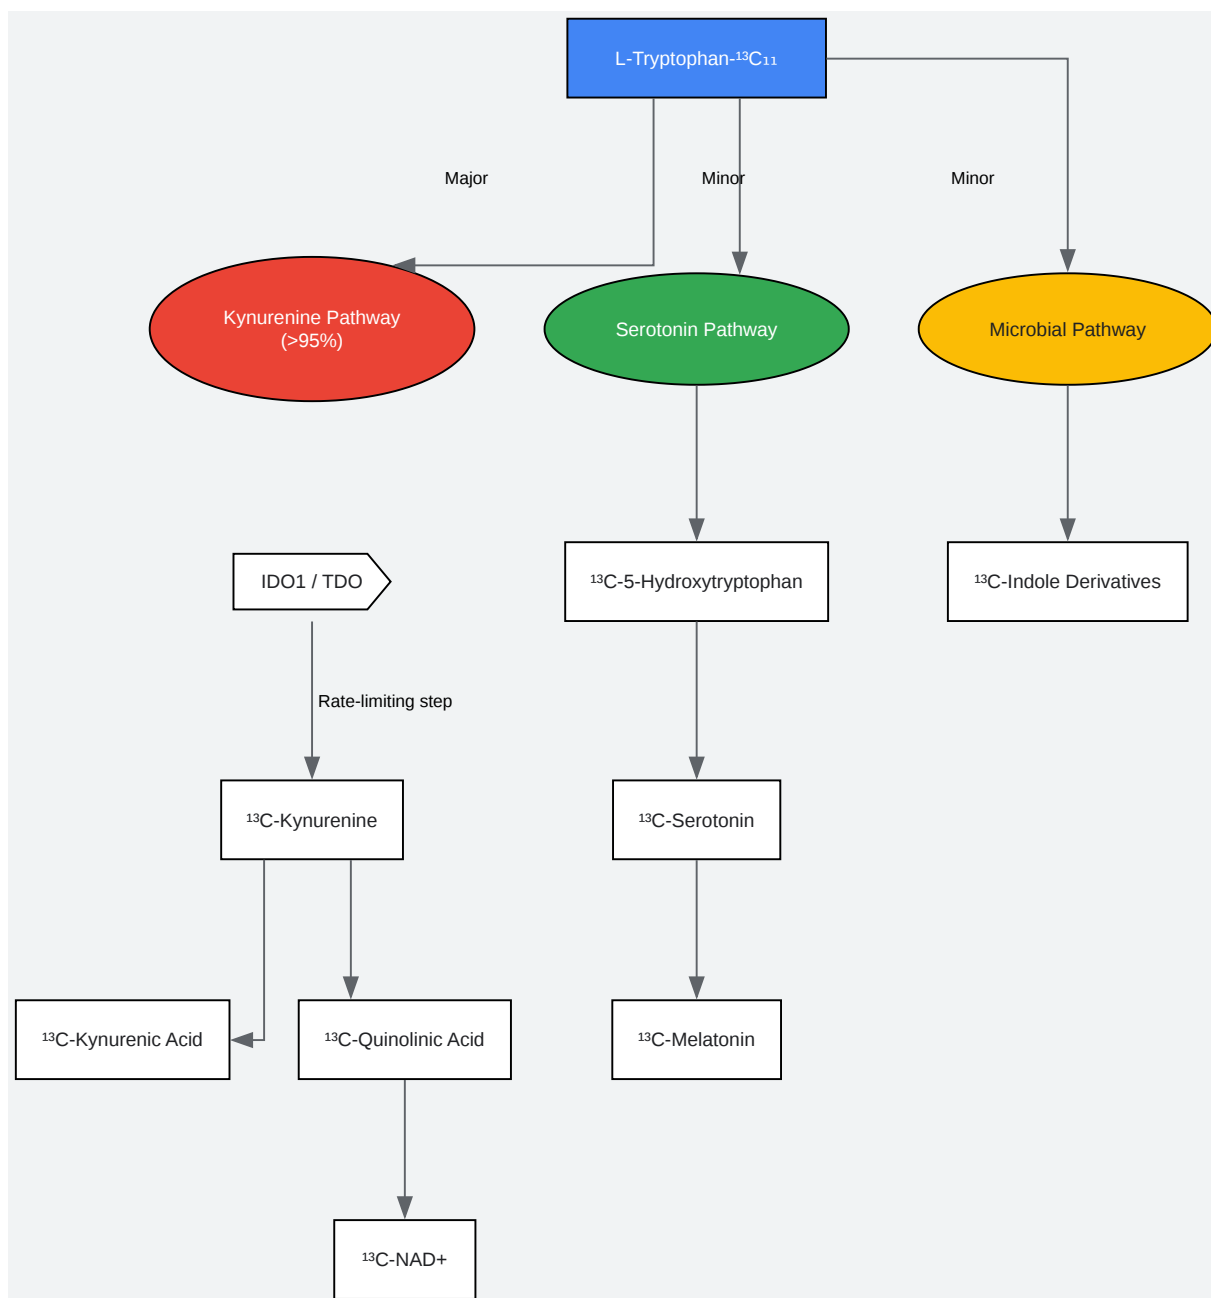 L-Tryptophan-¹³C₁₁
Major
Minor
Minor
Kynurenine Pathway
(>95%)
Serotonin Pathway
Microbial Pathway
IDO1 / TDO
¹³C-5-Hydroxytryptophan
¹³C-Indole Derivatives
Rate-limiting step
¹³C-Kynurenine
¹³C-Serotonin
¹³C-Kynurenic Acid
¹³C-Quinolinic Acid
¹³C-Melatonin
¹³C-NAD+